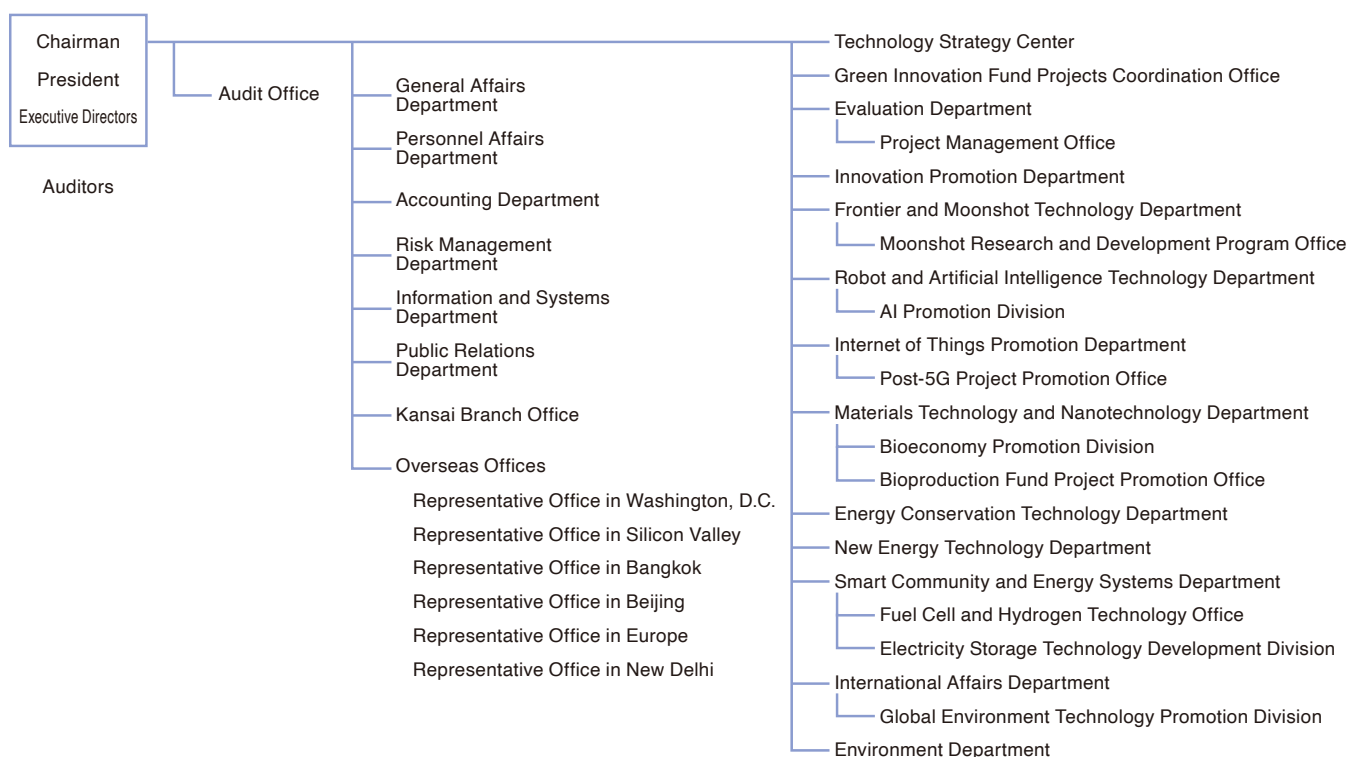 Chairman
President
Executive Directors
Auditors
Audit Office
General Affairs
Department
Personnel Affairs
Department
Accounting Department
Risk Management
Department
Information and Systems
Department
Public Relations
Department
Kansai Branch Office
Overseas Offices
Representative Office in Washington, D.C.
Representative Office in Silicon Valley
Representative Office in Bangkok
Representative Office in Beijing
Representative Office in Europe
Representative Office in New Delhi
Technology Strategy Center
Green Innovation Fund Projects Coordination Office
Evaluation Department
Project Management Office
Innovation Promotion Department
Frontier and Moonshot Technology Department
Moonshot Research and Development Program Office
Robot and Artificial Intelligence Technology Department
AI Promotion Division
Internet of Things Promotion Department
Post-5G Project Promotion Office
Materials Technology and Nanotechnology Department
Bioeconomy Promotion Division
Bioproduction Fund Project Promotion Office
Energy Conservation Technology Department
New Energy Technology Department
Smart Community and Energy Systems Department
Fuel Cell and Hydrogen Technology Office
Electricity Storage Technology Development Division
International Affairs Department
Global Environment Technology Promotion Division
Environment Department